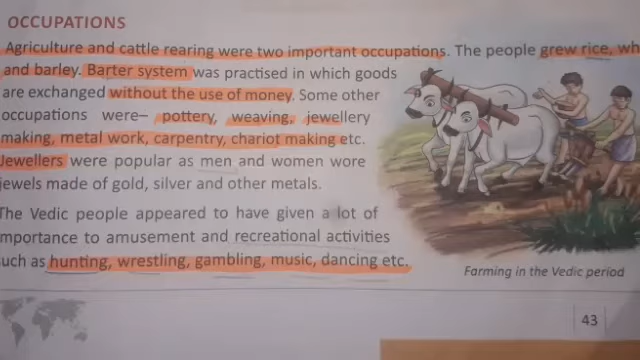 OCCUPATIONS
Agriculture and cattle rearing were two important occupations. The people grew rice,
and barley. Barter system was practised in which goods
are exchanged without the use of money. Some other
occupations were– pottery, weaving, jewellery
making, metal work, carpentry, chariot making etc.
Jewellers were popular as men and women wore
jewels made of gold, silver and other metals.
The Vedic people appeared to have given a lot of
mportance to amusement and recreational activities
uch as hunting, wrestling, gambling, music, dancing etc.
Farming in the Vedic period
43